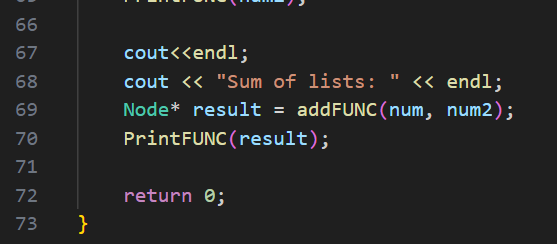 65 PrintFUNC(num2);
66
67 cout<<endl;
68 cout << "Sum of lists: " << endl;
69 Node* result = addFUNC(num, num2);
70 PrintFUNC(result);
71
72 return 0;
73 }